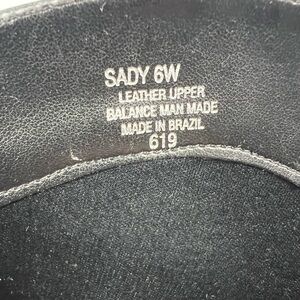 SADY 6W
LEATHER UPPER
BALANCE MAN MADE
MADE IN BRAZIL
619